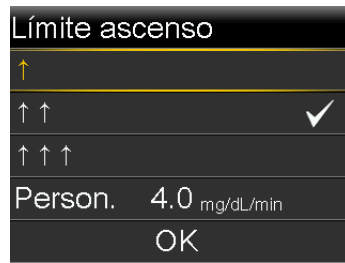 Límite ascenso
↑
↑ ↑
↑ ↑ ↑
Person. 4.0 mg/dL/min
OK